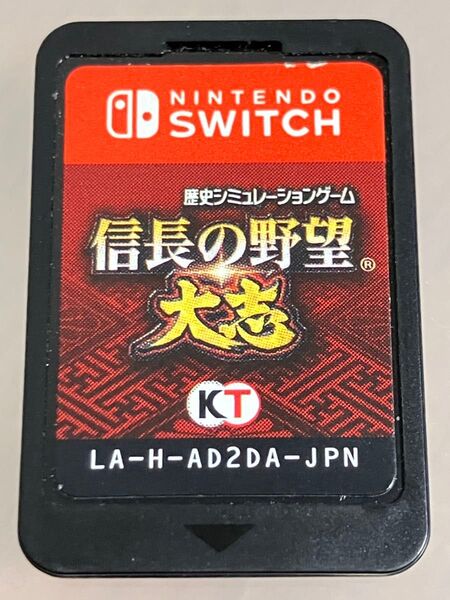 NINTENDO
SWITCH
歴史シミュレーションゲーム
信長の野望®
大志
KT
LA-H-AD2DA-JPN